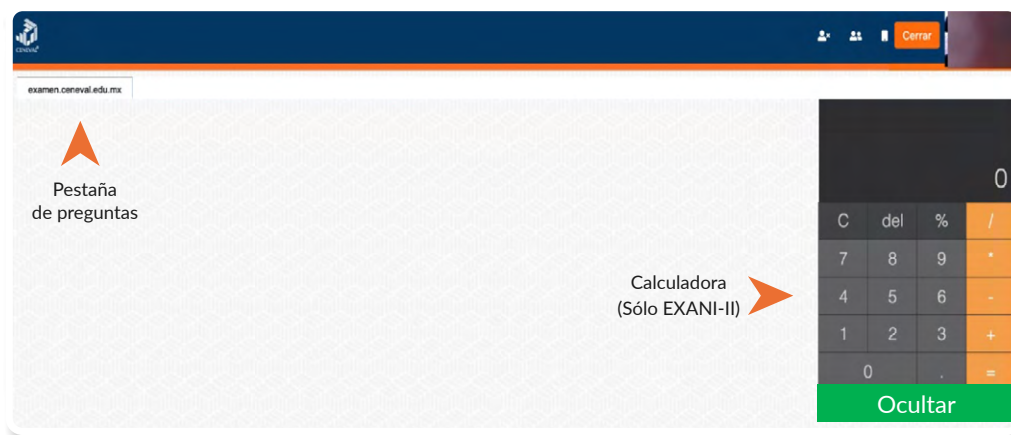 CENEVAL®
Cerrar
examen.ceneval.edu.mx
Pestaña
de preguntas
0
C del % /
7 8 9 *
Calculadora
(Sólo EXANI-II)
4 5 6 -
1 2 3 +
0 . =
Ocultar